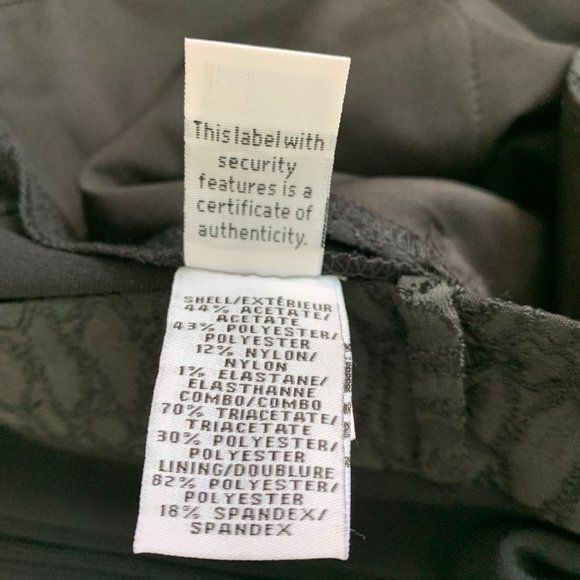 This label with
security
features is a
certificate of
authenticity.
SHELL/EXTÉRIEUR
44% ACETATE/
ACETATE
43% POLYESTER/
POLYESTER
12% NYLON/
NYLON
1% ELASTANE/
ELASTHANNE
COMBO/COMBO
70% TRIACETATE/
TRIACETATE
30% POLYESTER/
POLYESTER
LINING/DOUBLURE
82% POLYESTER/
POLYESTER
18% SPANDEX/
SPANDEX